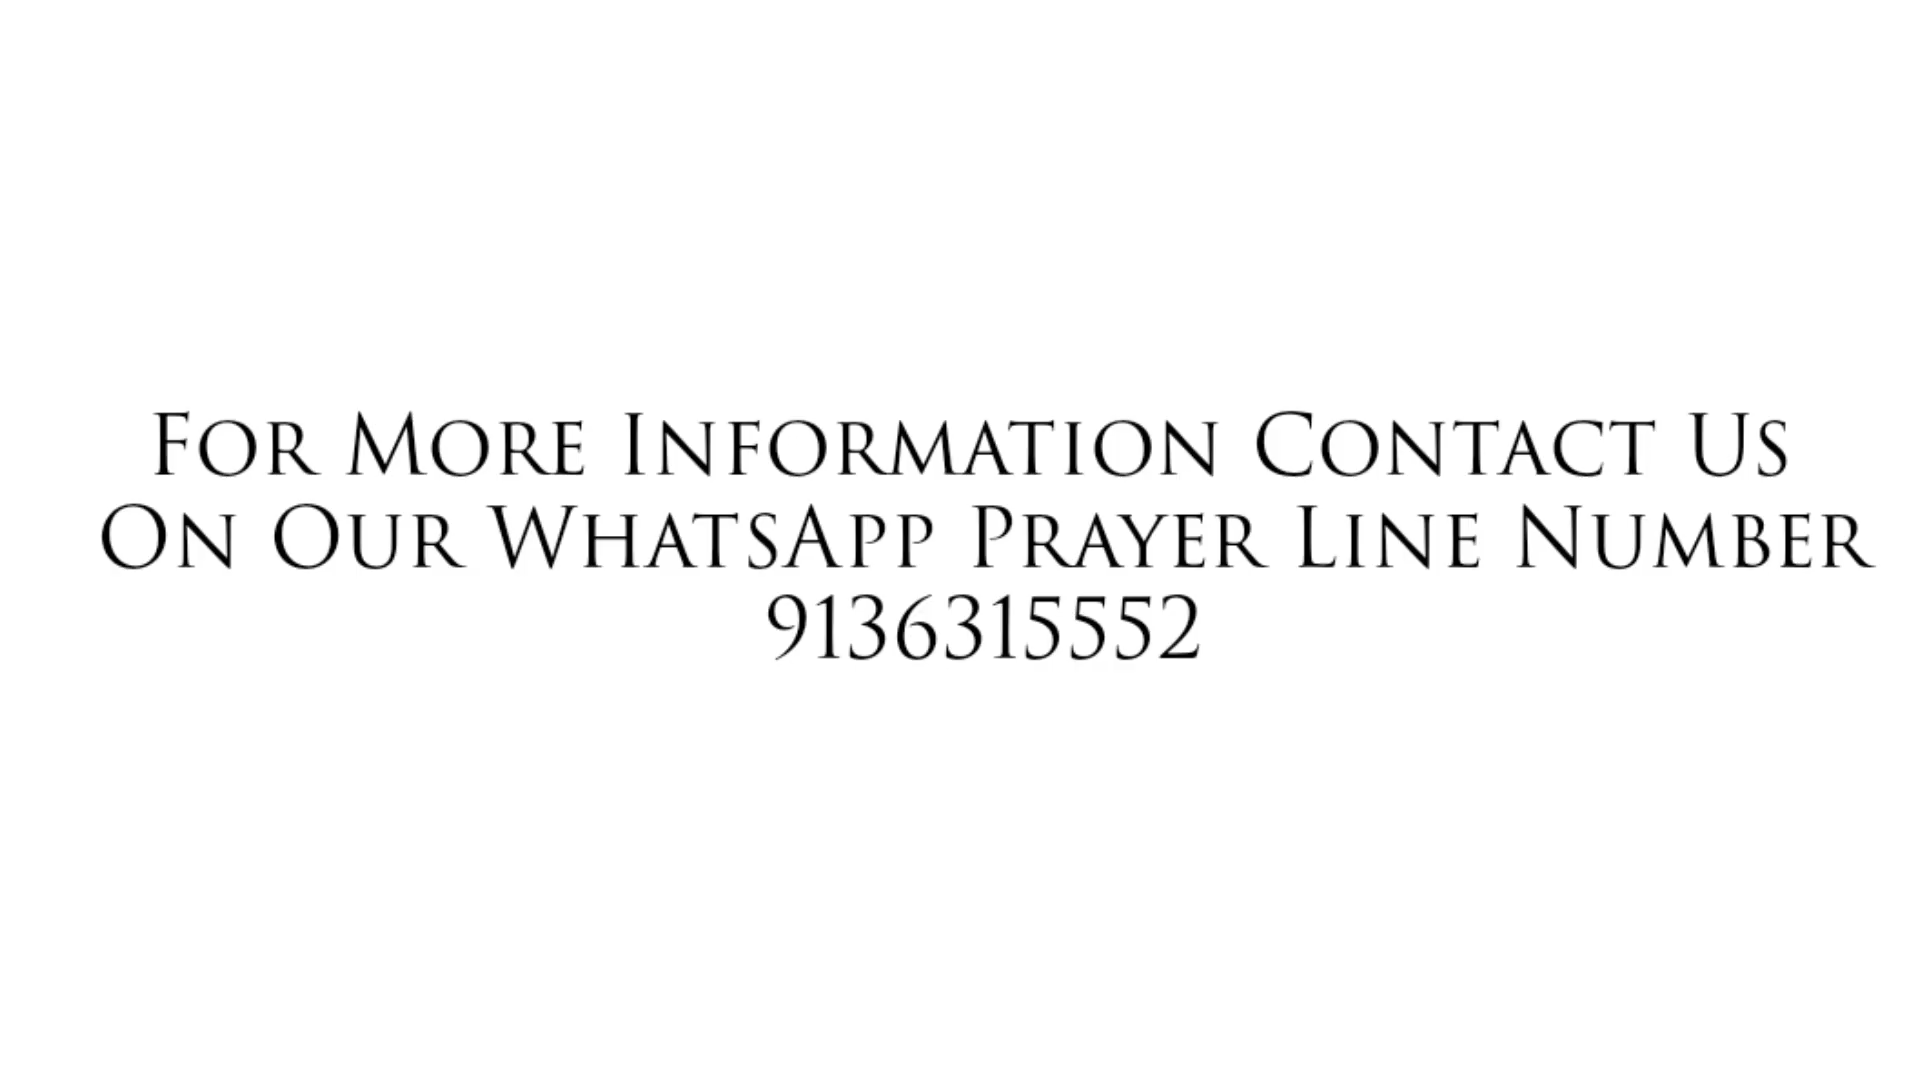 For More Information Contact Us
On Our WhatsApp Prayer Line Number
9136315552